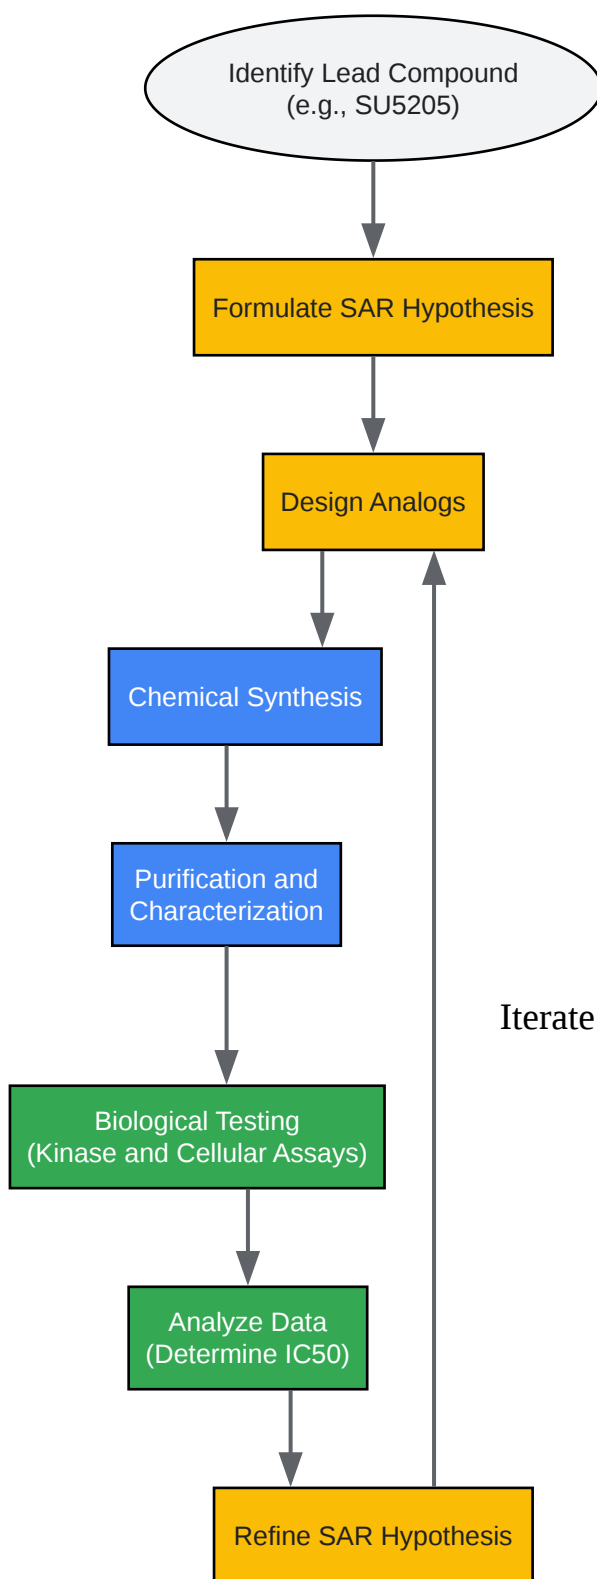 Identify Lead Compound
(e.g., SU5205)
Formulate SAR Hypothesis
Design Analogs
Chemical Synthesis
Purification and
Characterization
Iterate
Biological Testing
(Kinase and Cellular Assays)
Analyze Data
(Determine IC50)
Refine SAR Hypothesis